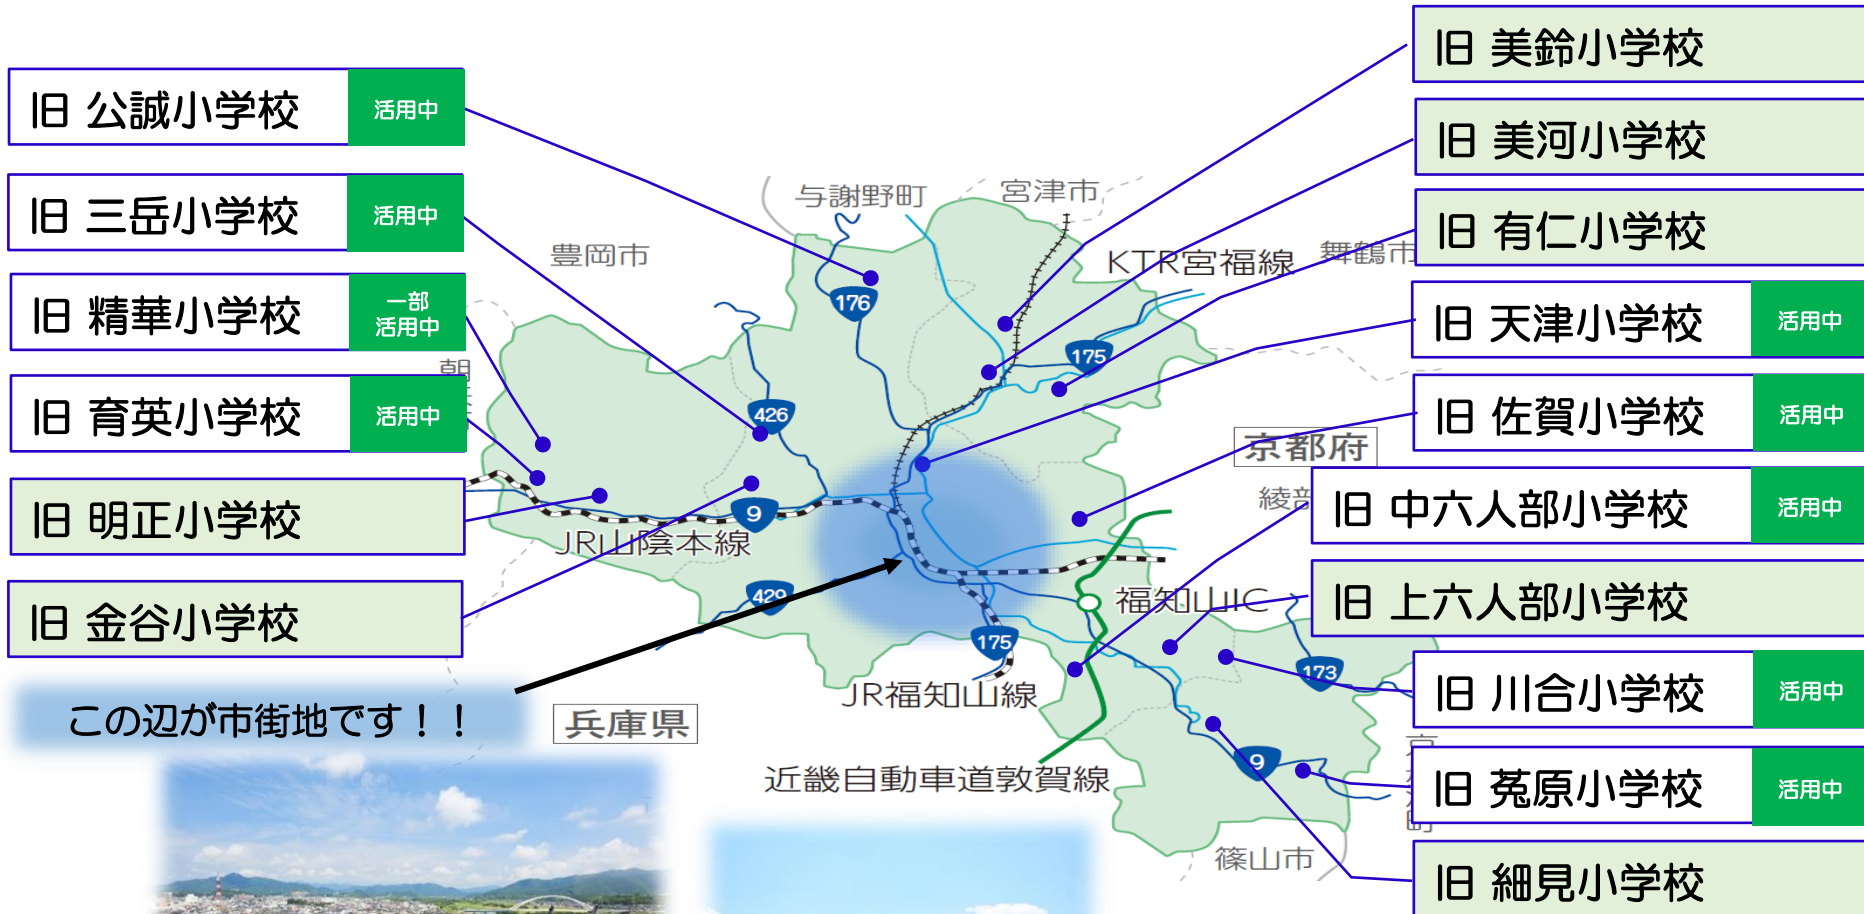 旧 公誠小学校 活用中
旧 三岳小学校 活用中
旧 精華小学校 一部
活用中
旧 育英小学校 活用中
旧 明正小学校
旧 金谷小学校
この辺が市街地です！！
旧 美鈴小学校
旧 美河小学校
旧 有仁小学校
旧 天津小学校 活用中
旧 佐賀小学校 活用中
旧 中六人部小学校 活用中
旧 上六人部小学校
旧 川合小学校 活用中
旧 菟原小学校 活用中
旧 細見小学校
与謝野町
宮津市
豊岡市
KTR宮福線
舞鶴市
176
175
朝
426
京都府
綾部
9
JR山陰本線
429
福知山IC
175
173
JR福知山線
兵庫県
近畿自動車道敦賀線
9
京
町
篠山市